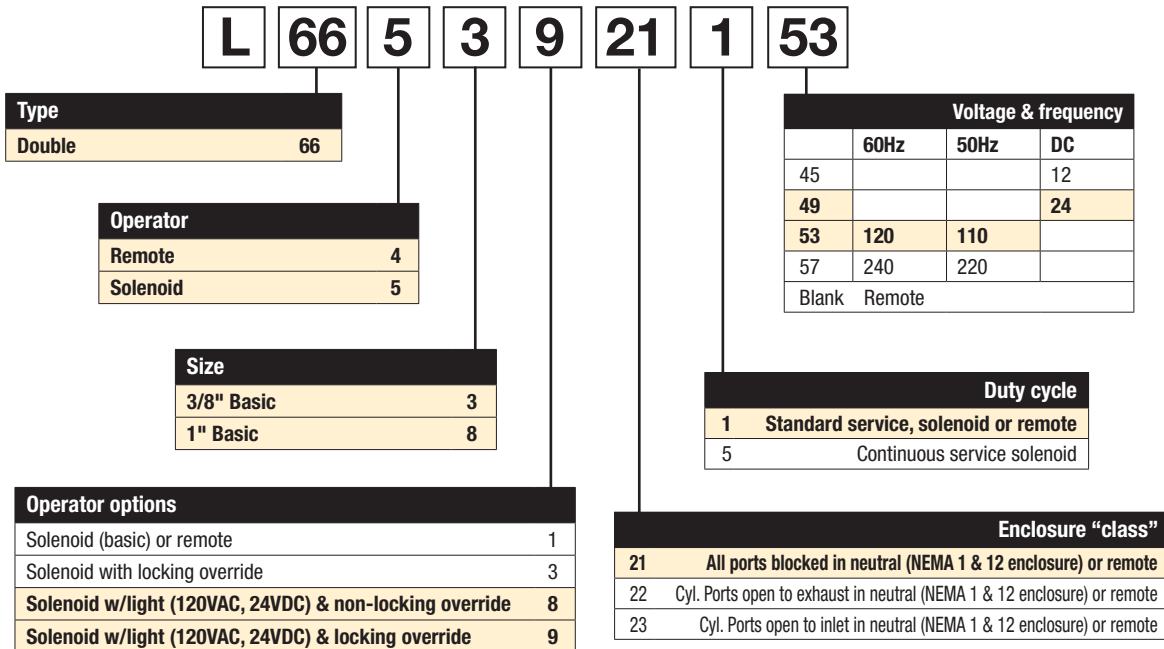 L 66 5 3 9 21 1 53
Type
Double 66
Operator
Remote 4
Solenoid 5
Size
3/8" Basic 3
1" Basic 8
Operator options
Solenoid (basic) or remote 1
Solenoid with locking override 3
Solenoid w/light (120VAC, 24VDC) & non-locking override 8
Solenoid w/light (120VAC, 24VDC) & locking override 9
Voltage & frequency
60Hz 50Hz DC
45 12
49 24
53 120 110
57 240 220
Blank Remote
Duty cycle
1 Standard service, solenoid or remote
5 Continuous service solenoid
Enclosure “class”
21 All ports blocked in neutral (NEMA 1 & 12 enclosure) or remote
22 Cyl. Ports open to exhaust in neutral (NEMA 1 & 12 enclosure) or remote
23 Cyl. Ports open to inlet in neutral (NEMA 1 & 12 enclosure) or remote